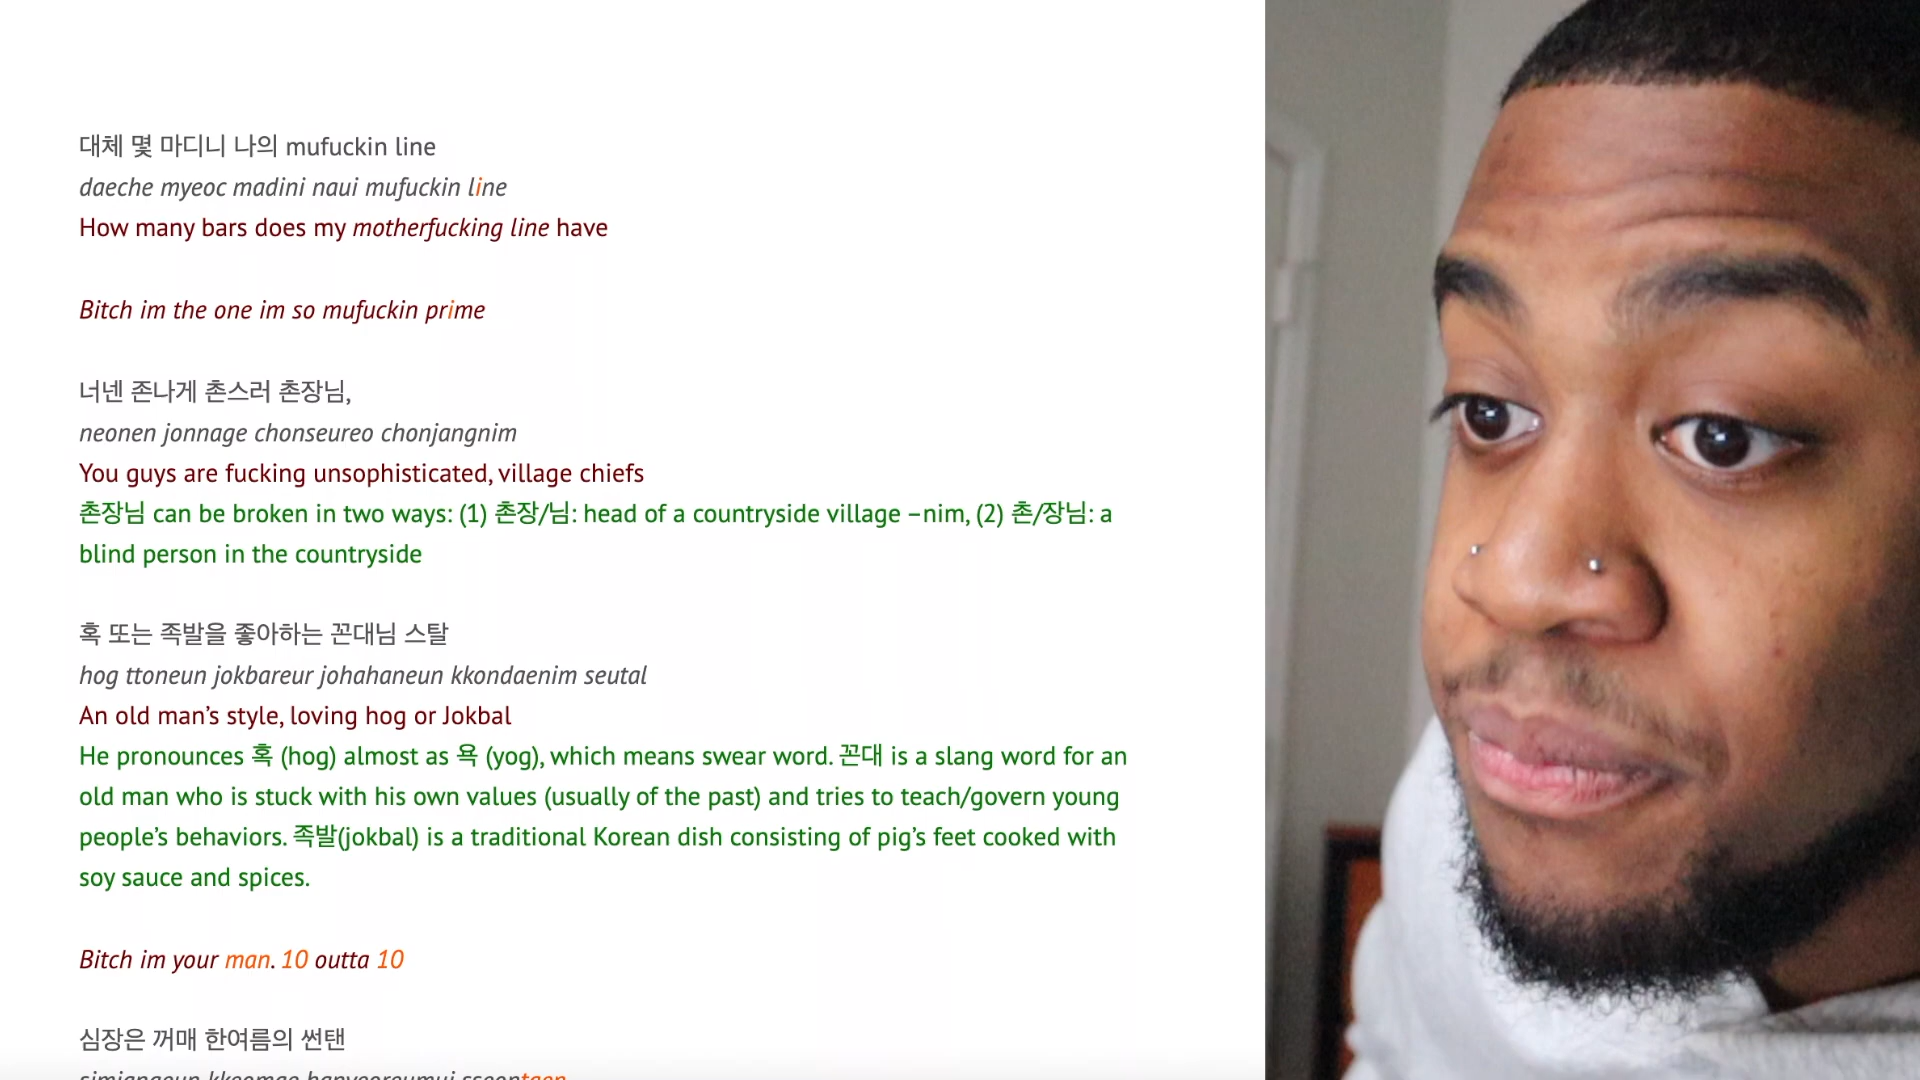 대체 몇 마디니 나의 mufuckin line
daeche myeoc madini naui mufuckin line
How many bars does my motherfucking line have
Bitch im the one im so mufuckin prime
너넨 존나게 촌스러 촌장님,
neonen jonnage chonseureo chonjangnim
You guys are fucking unsophisticated, village chiefs
촌장님 can be broken in two ways: (1) 촌장/님: head of a countryside village –nim, (2) 촌/장님: a
blind person in the countryside
혹 또는 족발을 좋아하는 꼰대님 스탈
hog ttoneun jokbareur johahaneun kkondaenim seutal
An old man’s style, loving hog or Jokbal
He pronounces 혹 (hog) almost as 욕 (yog), which means swear word. 꼰대 is a slang word for an
old man who is stuck with his own values (usually of the past) and tries to teach/govern young
people’s behaviors. 족발(jokbal) is a traditional Korean dish consisting of pig’s feet cooked with
soy sauce and spices.
Bitch im your man. 10 outta 10
심장은 꺼매 한여름의 썬탠